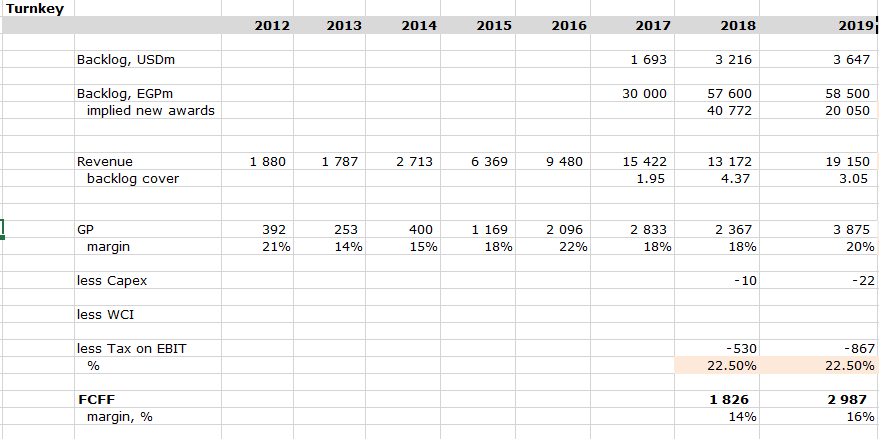 Turnkey
2012 2013 2014 2015 2016 2017 2018 2019
Backlog, USDm 1 693 3 216 3 647
Backlog, EGPm 30 000 57 600 58 500
implied new awards 40 772 20 050
Revenue 1 880 1 787 2 713 6 369 9 480 15 422 13 172 19 150
backlog cover 1.95 4.37 3.05
GP 392 253 400 1 169 2 096 2 833 2 367 3 875
margin 21% 14% 15% 18% 22% 18% 18% 20%
less Capex -10 -22
less WCI
less Tax on EBIT -530 -867
% 22.50% 22.50%
FCFF 1 826 2 987
margin, % 14% 16%